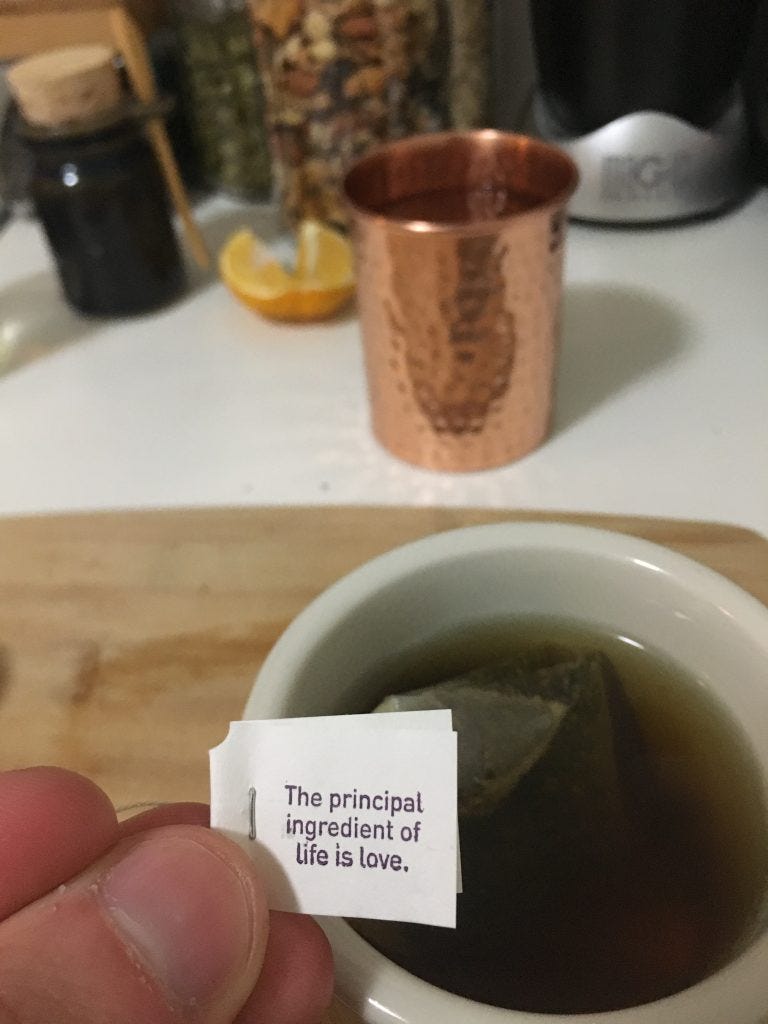 The principal
ingredient of
life is love.